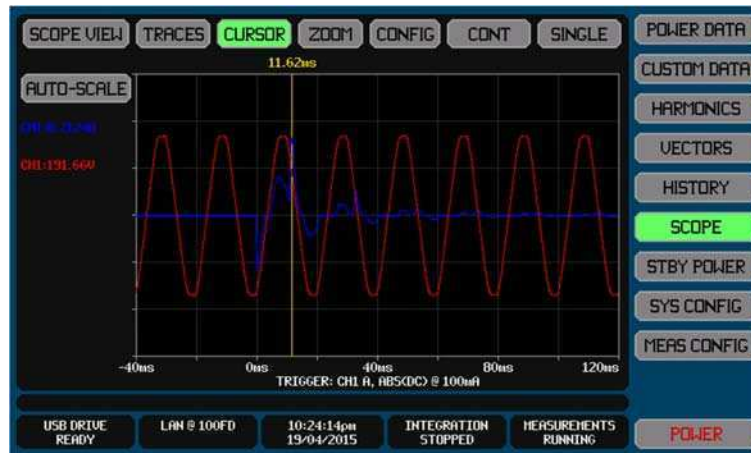 SCOPE VIEW TRACES CURSOR ZOOM CONFIG CONT SINGLE
POWER DATA
CUSTOM DATA
HARMONICS
VECTORS
HISTORY
SCOPE
STBY POWER
SYS CONFIG
MEAS CONFIG
POWER
11.62ms
AUTO-SCALE
CH1:191.66V
-40ms 0ms 40ms 80ms 120ms
TRIGGER: CH1 A, ABS(DC) @ 100mA
USB DRIVE
READY
LAN @ 100FD
10:24:14pm
19/04/2015
INTEGRATION
STOPPED
MEASUREMENTS
RUNNING